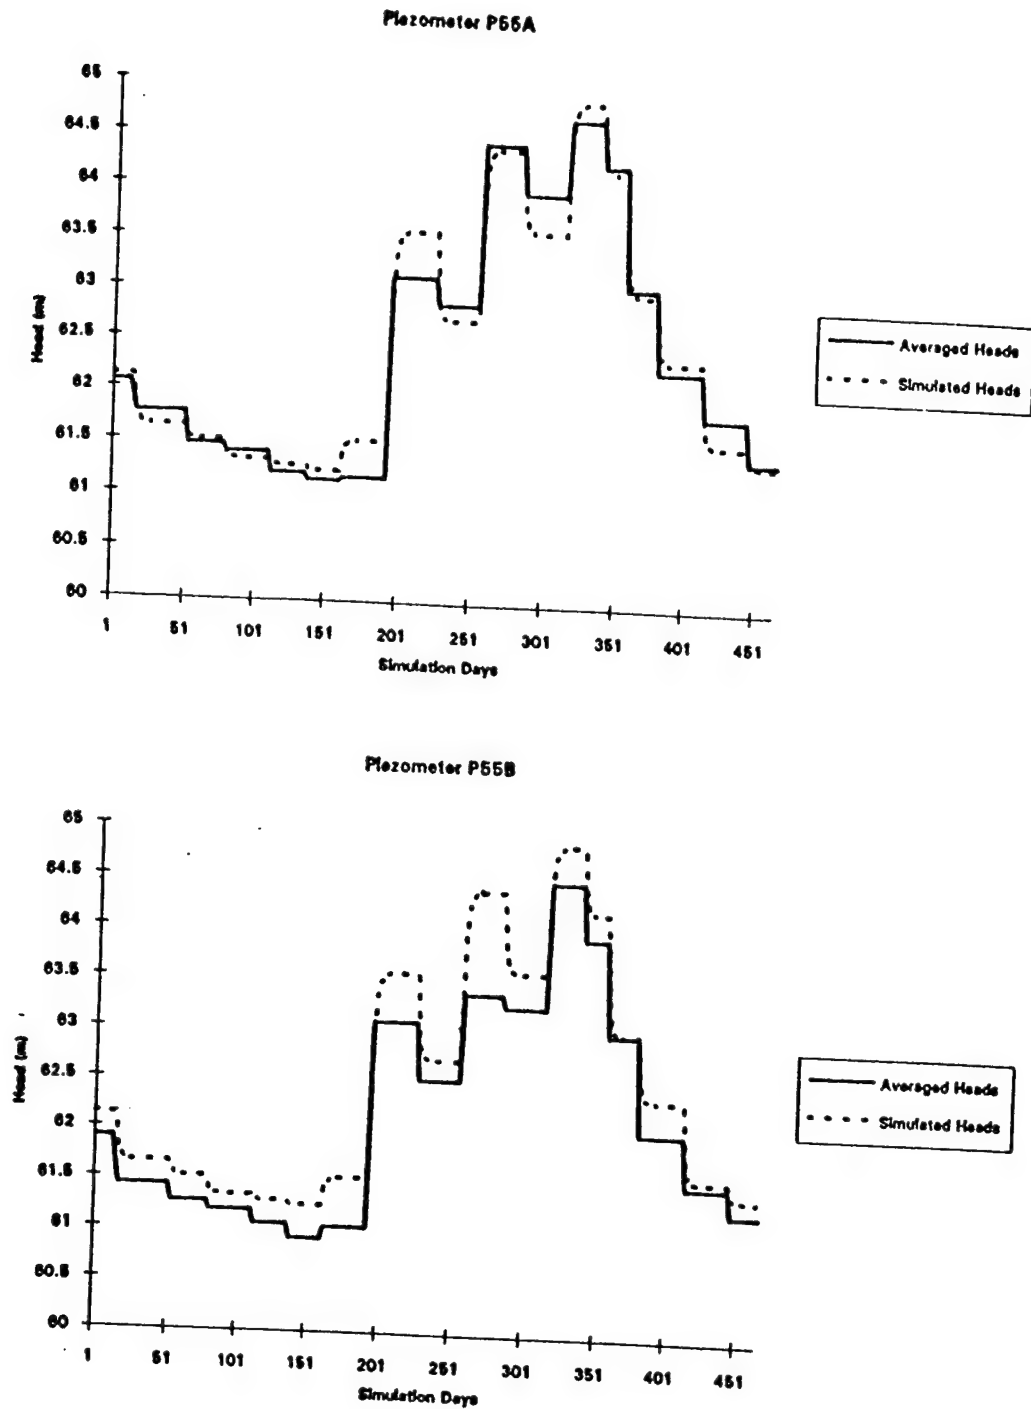 Piezometer P55A
65
64.5
64
63.5
63
62.5
62
61.5
61
60.5
60
Head (m)
1 51 101 151 201 251 301 351 401 451
Simulation Days
Averaged Heads
Simulated Heads
Piezometer P55B
65
64.5
64
63.5
63
62.5
62
61.5
61
60.5
60
Head (m)
1 51 101 151 201 251 301 351 401 451
Simulation Days
Averaged Heads
Simulated Heads